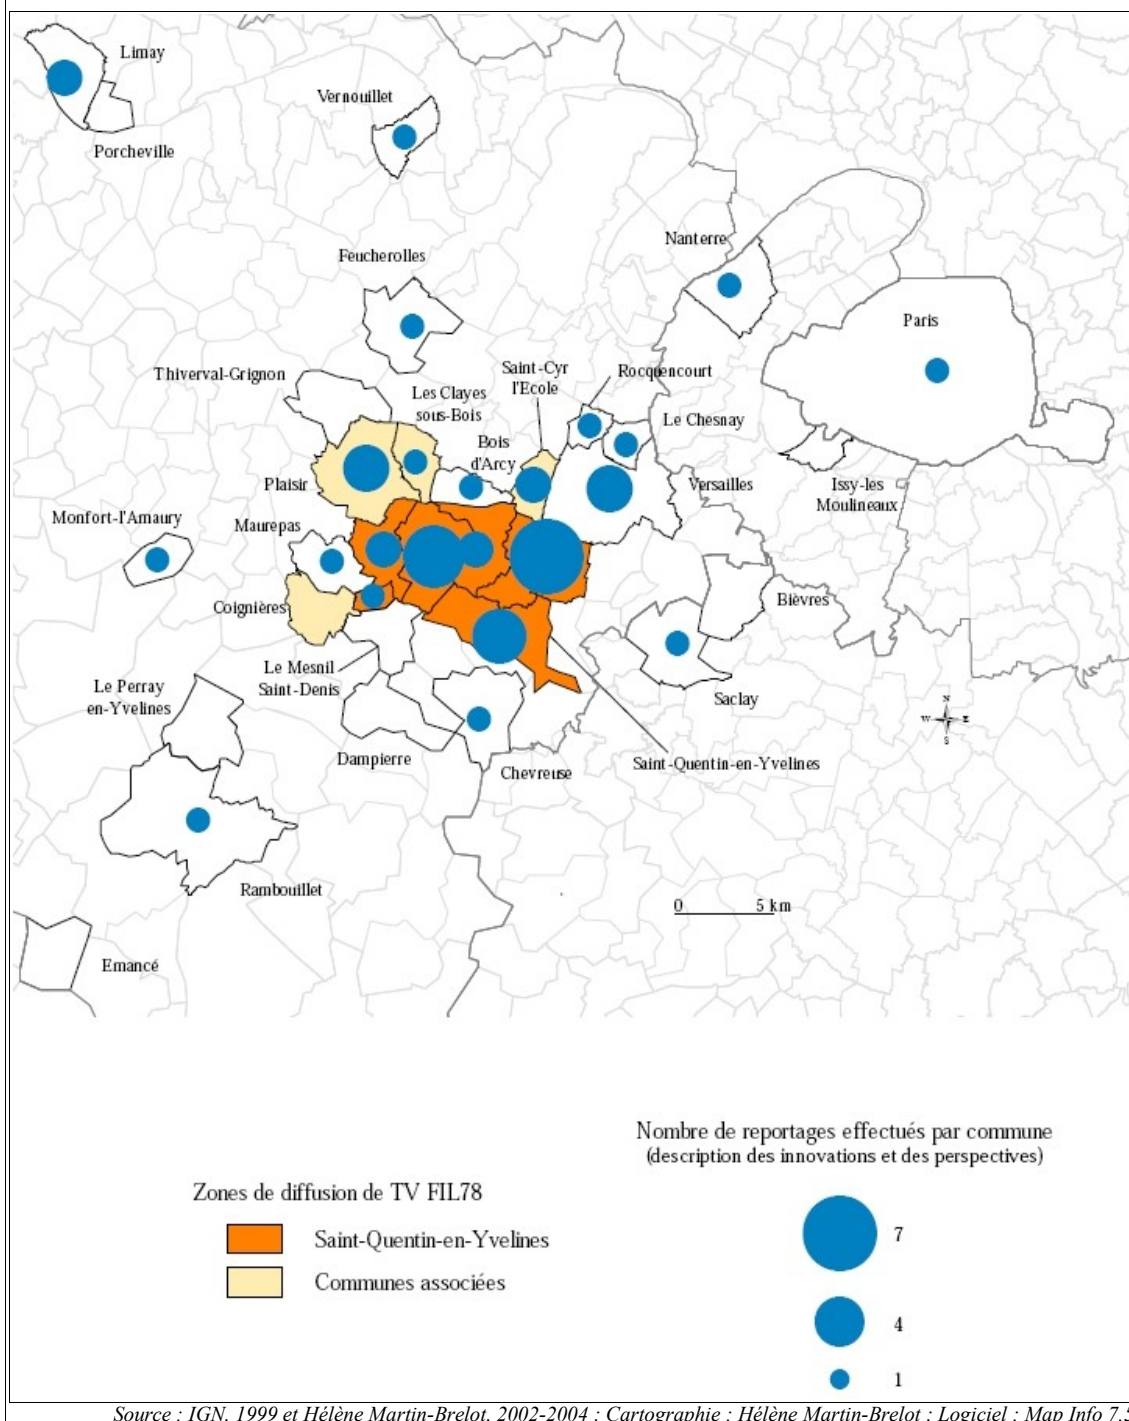 Limay
Vernouillet
Porcheville
Nanterre
Feucherolles
Paris
Thiverval-Grignon
Saint-Cyr
l'Ecole
Rocquencourt
Les Clayes
sous-Bois
Le Chesnay
Bois
d'Arcy
Plaisir
Versailles
Issy-les
Moulineaux
Monfort-l'Amaury
Maurepas
Coignières
Bièvres
Le Mesnil
Saint-Denis
Le Perray
en-Yvelines
Saclay
N
W E
S
Dampierre
Chevreuse
Saint-Quentin-en-Yvelines
Rambouillet
0 5 km
Emancé
Nombre de reportages effectués par commune
(description des innovations et des perspectives)
Zones de diffusion de TV FIL78
7
Saint-Quentin-en-Yvelines
Communes associées
4
1
Source : IGN, 1999 et Hélène Martin-Brelot, 2002-2004 ; Cartographie : Hélène Martin-Brelot ; Logiciel : Map Info 7.5